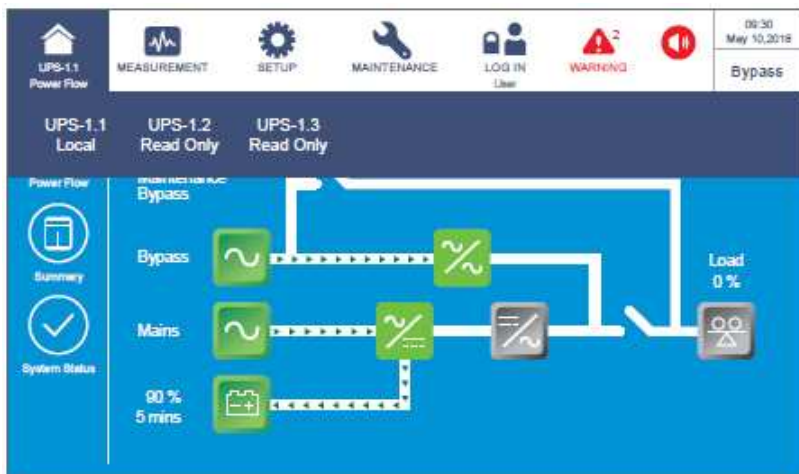 UPS-1.1
Power Flow
MEASUREMENT
SETUP
MAINTENANCE
LOG IN
User
2
WARNING
09:30
May 10,2018
Bypass
UPS-1.1
Local
UPS-1.2
Read Only
UPS-1.3
Read Only
Power Flow
Maintenance
Bypass
Bypass
Load
0 %
Summary
Mains
System Status
90 %
5 mins